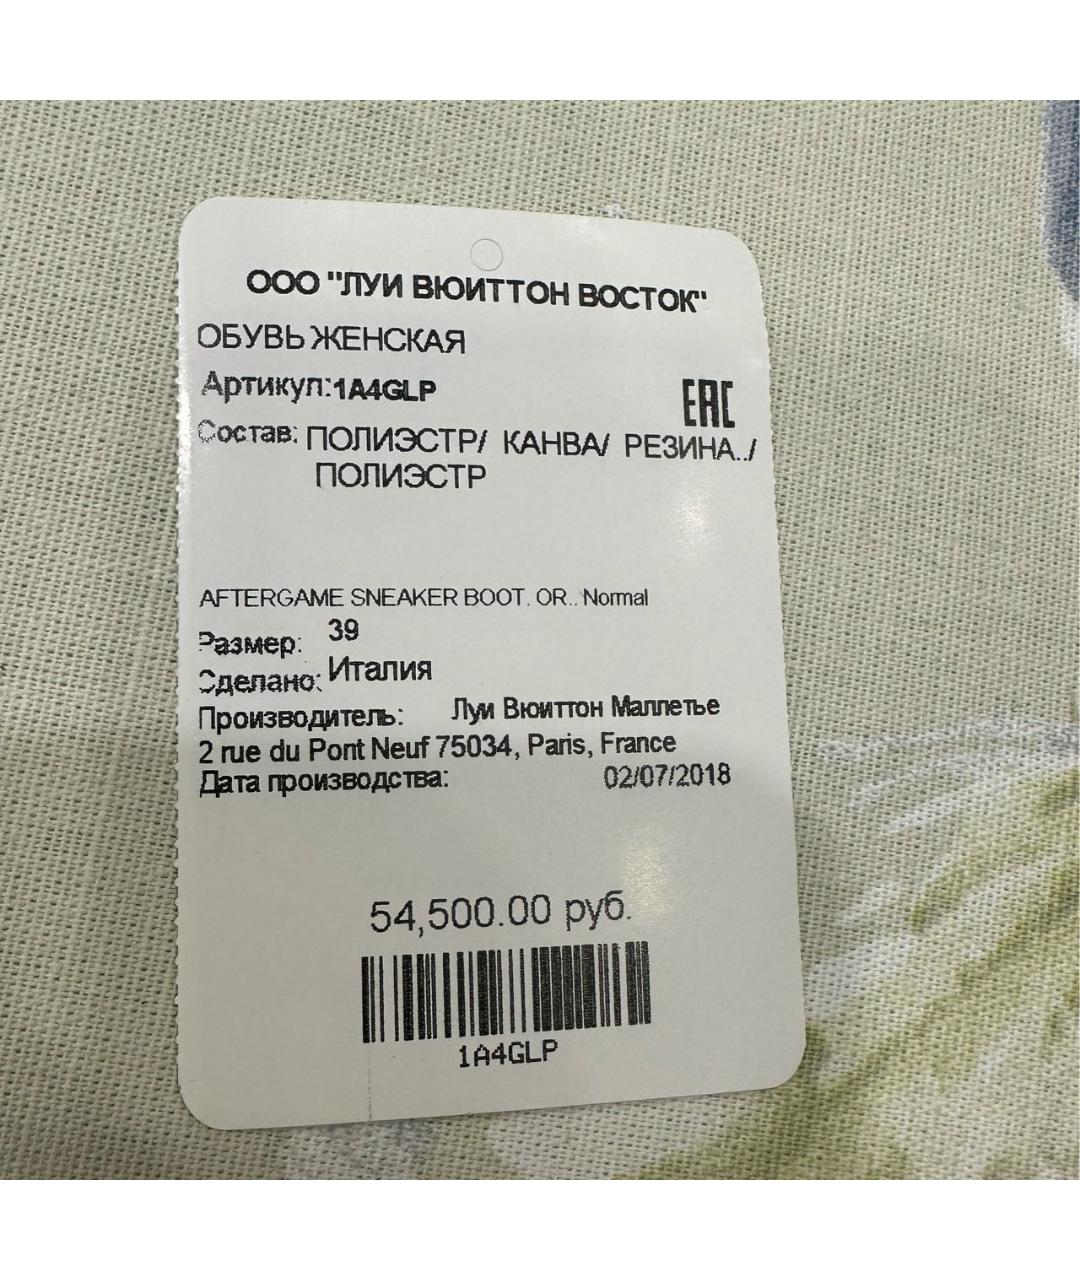 ООО "ЛУИ ВЮИТТОН ВОСТОК"
ОБУВЬ ЖЕНСКАЯ
Артикул:1A4GLP
EAC
Состав: ПОЛИЭСТР/ КАНВА/ РЕЗИНА../
ПОЛИЭСТР
AFTERGAME SNEAKER BOOT. OR.. Normal
Размер: 39
Сделано: Италия
Производитель: Луи Вюиттон Маллетье
2 rue du Pont Neuf 75034, Paris, France
Дата производства: 02/07/2018
54,500.00 руб.
1A4GLP